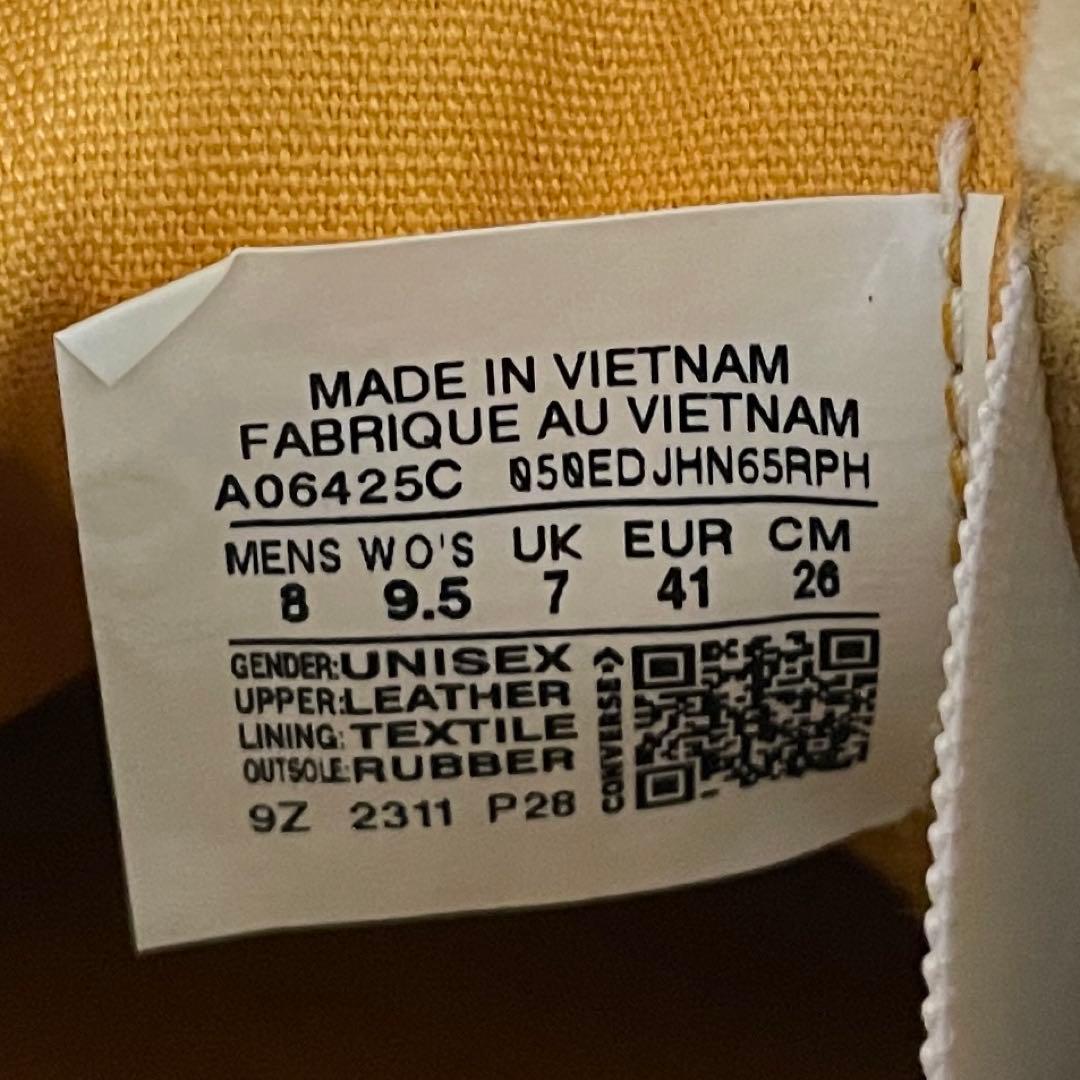 MADE IN VIETNAM
FABRIQUE AU VIETNAM
A06425C 050EDJHN65RPH
MENS WO'S UK EUR CM
8 9.5 7 41 26
GENDER:UNISEX
UPPER:LEATHER
LINING:TEXTILE
OUTSOLE:RUBBER
9Z 2311 P28
CONVERSE
DC